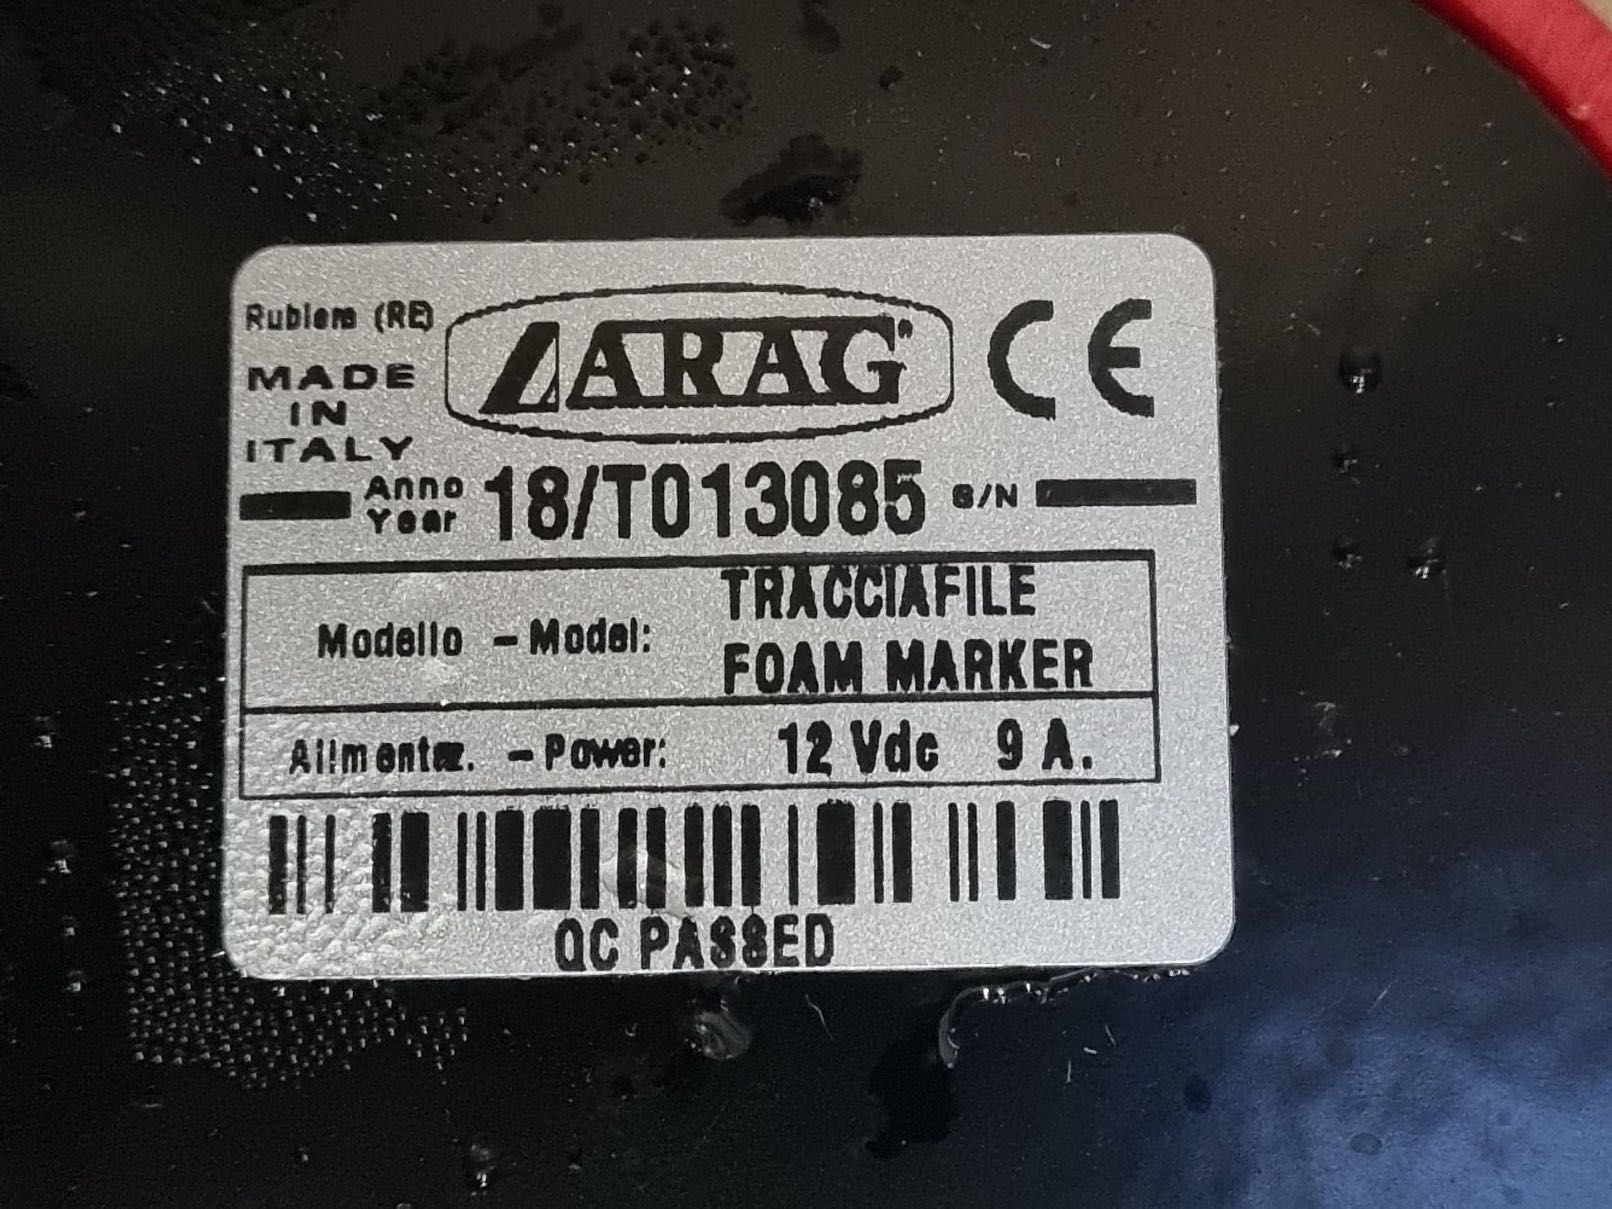 Rubiera (RE)
ARAG
CE
MADE
IN
ITALY
Anno
Year
18/T013085 S/N
Modello - Model:
TRACCIAFILE
FOAM MARKER
Alimentaz. - Power: 12 Vdc 9 A.
QC PASSED